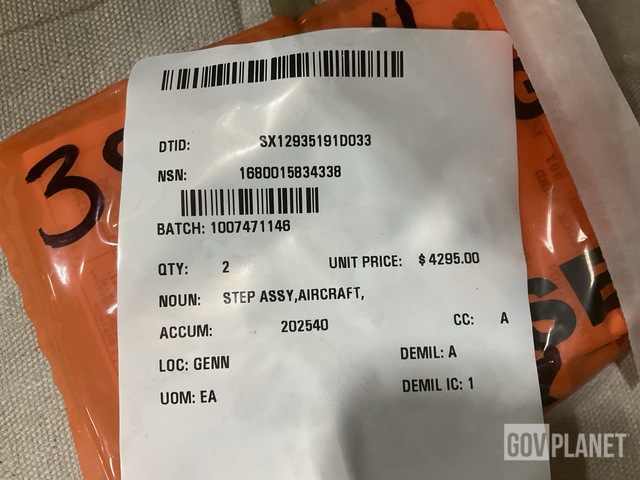 DTID: SX12935191D033
NSN: 1680015834338
BATCH: 1007471146
QTY: 2 UNIT PRICE: $ 4295.00
NOUN: STEP ASSY,AIRCRAFT,
ACCUM: 202540 CC: A
LOC: GENN DEMIL: A
UOM: EA DEMIL IC: 1
GOVPLANET